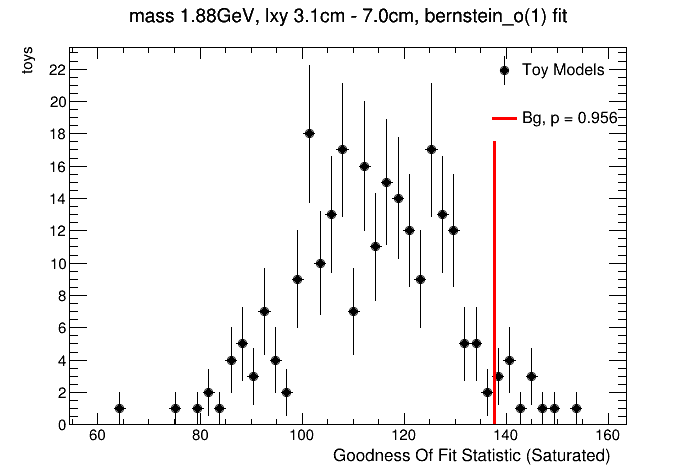 mass 1.88GeV, lxy 3.1cm - 7.0cm, bernstein_o(1) fit
toys
22
20
18
16
14
12
10
8
6
4
2
0
Toy Models
Bg, p = 0.956
60 80 100 120 140 160
Goodness Of Fit Statistic (Saturated)